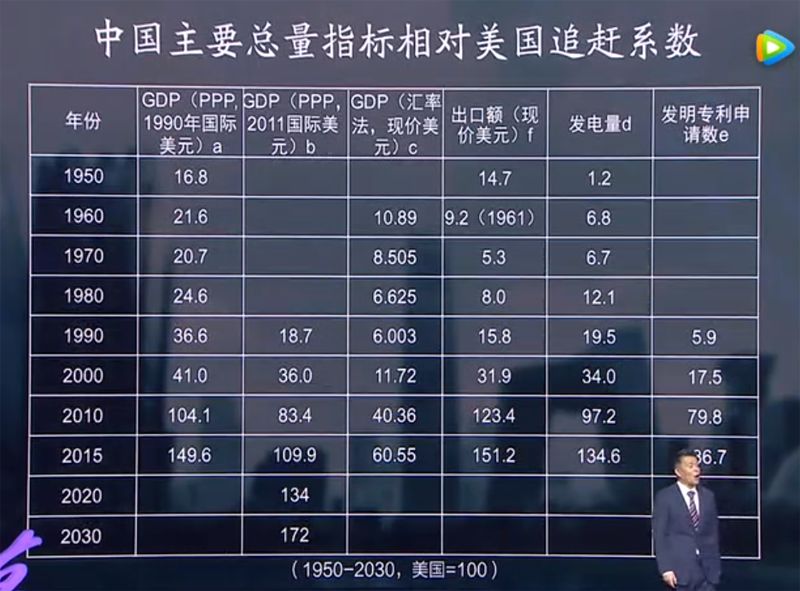 中国主要总量指标相对美国追赶系数
年份 GDP（PPP, 1990年国际美元）a GDP（PPP, 2011国际美元）b GDP（汇率法，现价美元）c 出口额（现价美元）f 发电量d 发明专利申请数e
1950 16.8 14.7 1.2
1960 21.6 10.89 9.2（1961） 6.8
1970 20.7 8.505 5.3 6.7
1980 24.6 6.625 8.0 12.1
1990 36.6 18.7 6.003 15.8 19.5 5.9
2000 41.0 36.0 11.72 31.9 34.0 17.5
2010 104.1 83.4 40.36 123.4 97.2 79.8
2015 149.6 109.9 60.55 151.2 134.6
2020 134
2030 172
（1950-2030，美国=100）